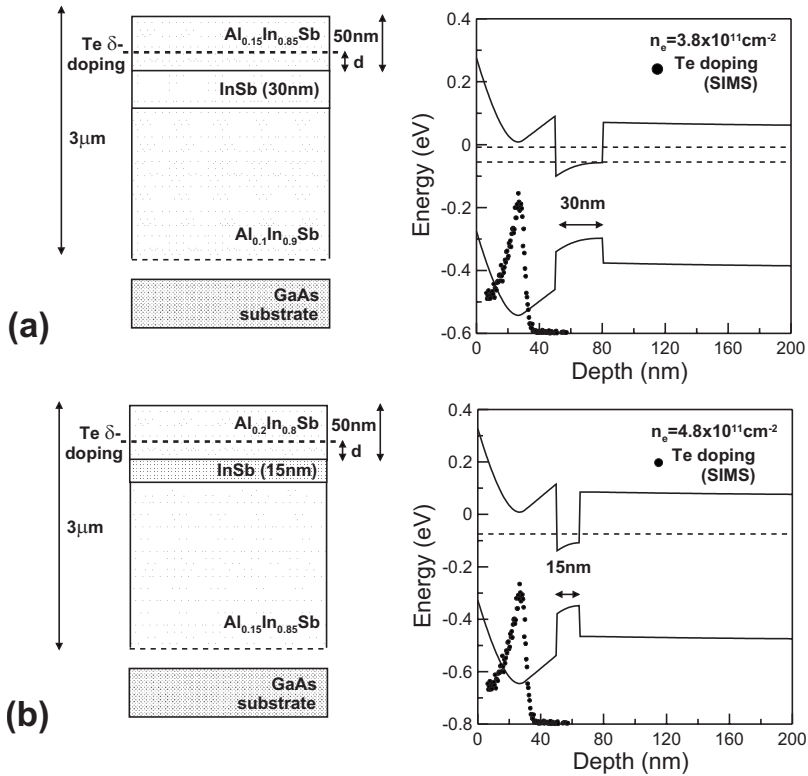 (a)
Al0.15In0.85Sb
50nm
Te δ-
doping
d
InSb (30nm)
3μm
Al0.1In0.9Sb
GaAs
substrate
0.4
0.2
0
-0.2
-0.4
-0.6
Energy (eV)
ne=3.8x10¹¹cm⁻²
Te doping
(SIMS)
30nm
0 40 80 120 160 200
Depth (nm)
(b)
Al0.2In0.8Sb
50nm
Te δ-
doping
d
InSb (15nm)
3μm
Al0.15In0.85Sb
GaAs
substrate
0.4
0.2
0
-0.2
-0.4
-0.6
-0.8
Energy (eV)
ne=4.8x10¹¹cm⁻²
Te doping
(SIMS)
15nm
0 40 80 120 160 200
Depth (nm)